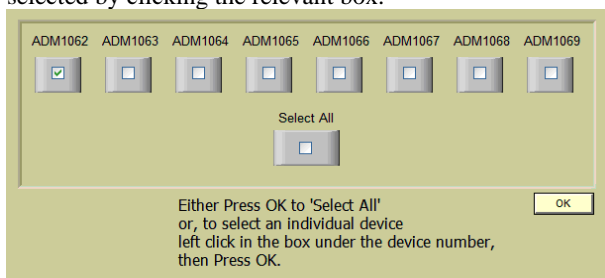 selected by clicking the relevant box.
ADM1062 ADM1063 ADM1064 ADM1065 ADM1066 ADM1067 ADM1068 ADM1069
Select All
Either Press OK to 'Select All'
or, to select an individual device
left click in the box under the device number,
then Press OK.
OK